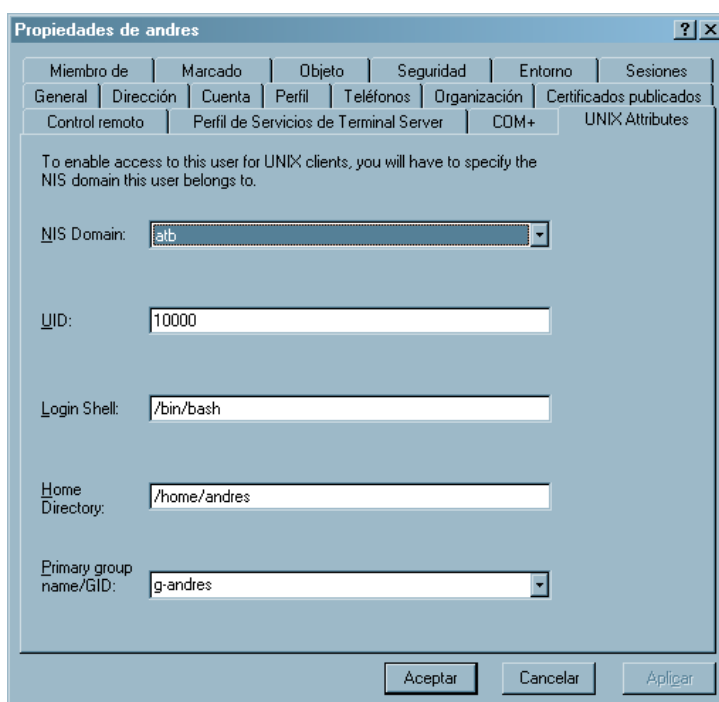 Propiedades de andres
Miembro de Marcado Objeto Seguridad Entorno Sesiones
General Dirección Cuenta Perfil Teléfonos Organización Certificados publicados
Control remoto Perfil de Servicios de Terminal Server COM+ UNIX Attributes
To enable access to this user for UNIX clients, you will have to specify the
NIS domain this user belongs to.
NIS Domain: atb
UID: 10000
Login Shell: /bin/bash
Home
Directory: /home/andres
Primary group
name/GID: g-andres
Aceptar Cancelar Aplicar